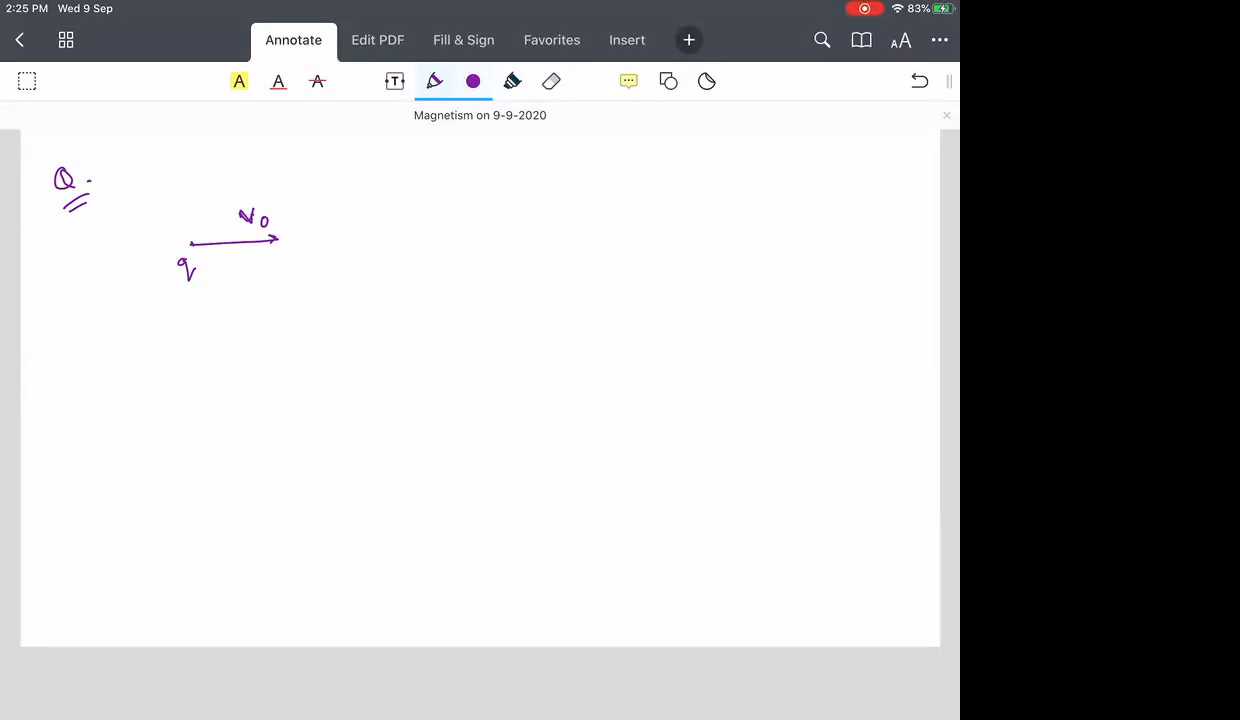 2:25 PM Wed 9 Sep 83%
Annotate Edit PDF Fill & Sign Favorites Insert
AA
A A A T
Magnetism on 9-9-2020
Q.
v₀
q